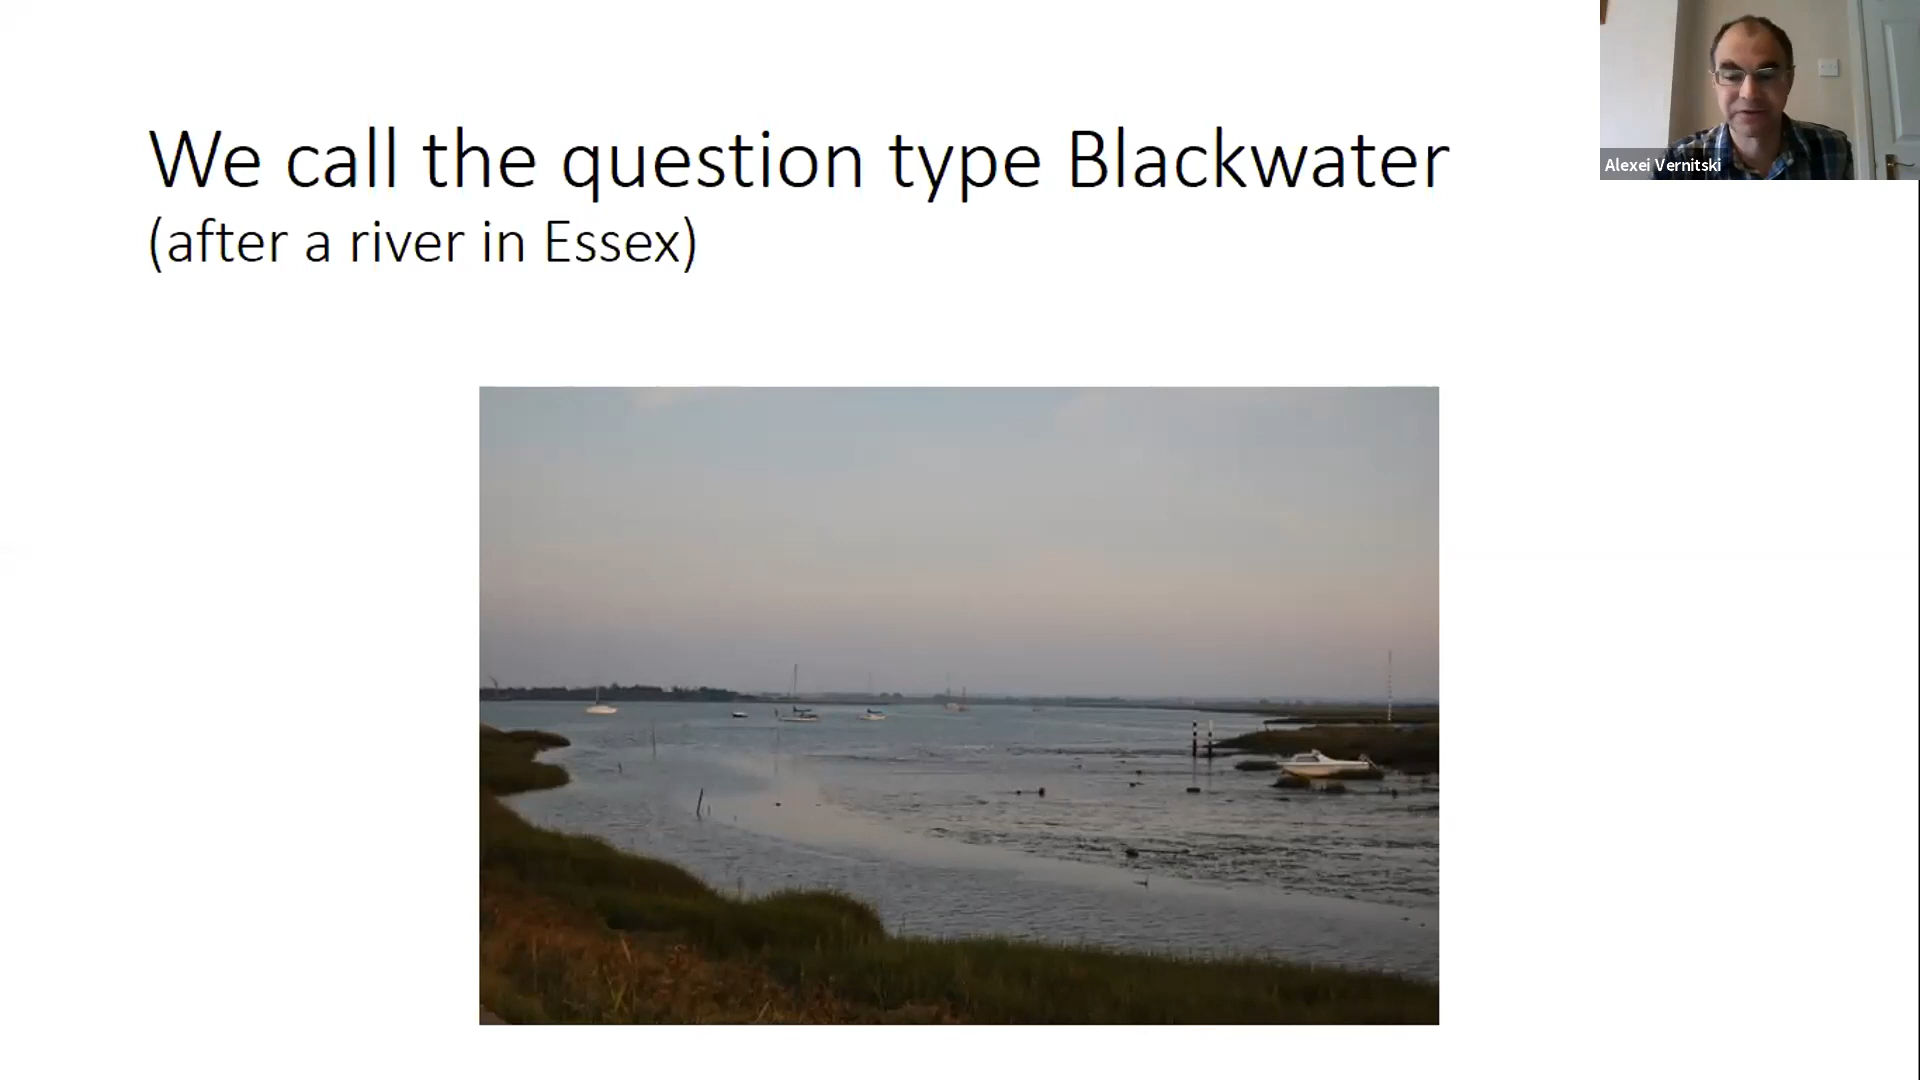 We call the question type Blackwater
(after a river in Essex)
Alexei Vernitski